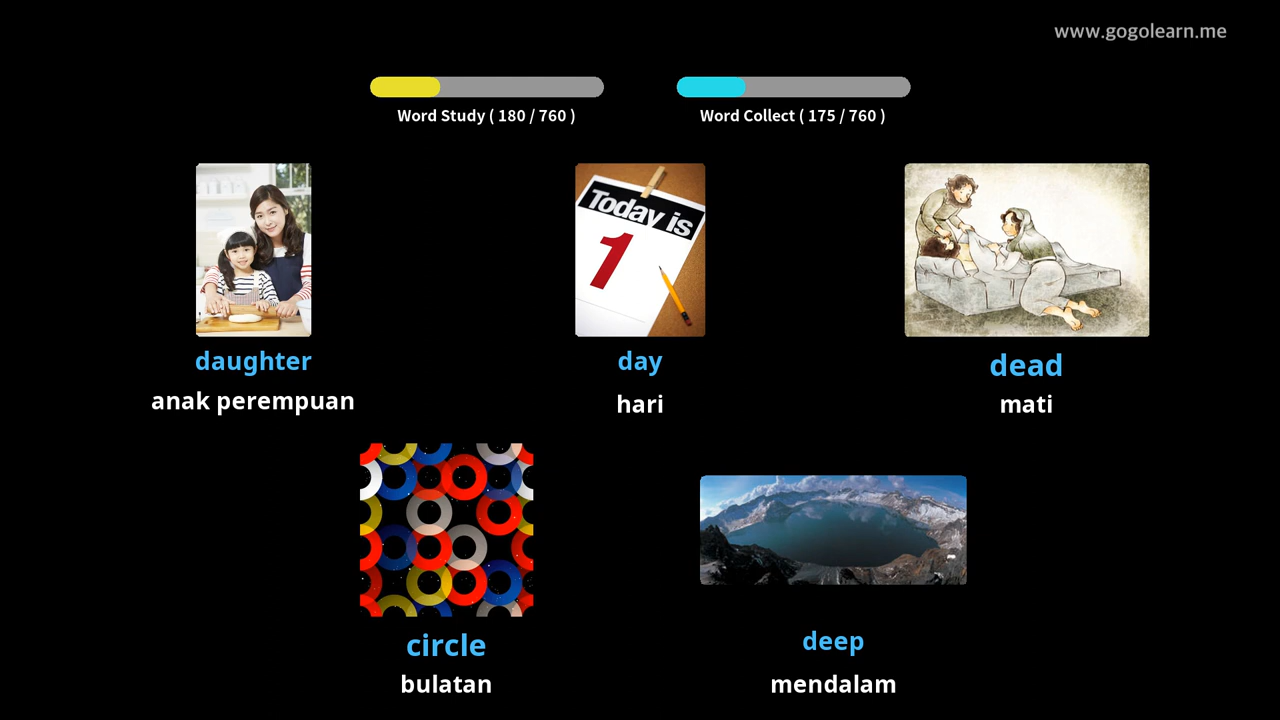 www.gogolearn.me
Word Study ( 180 / 760 )
Word Collect ( 175 / 760 )
Today is
1
daughter
anak perempuan
day
hari
dead
mati
circle
bulatan
deep
mendalam